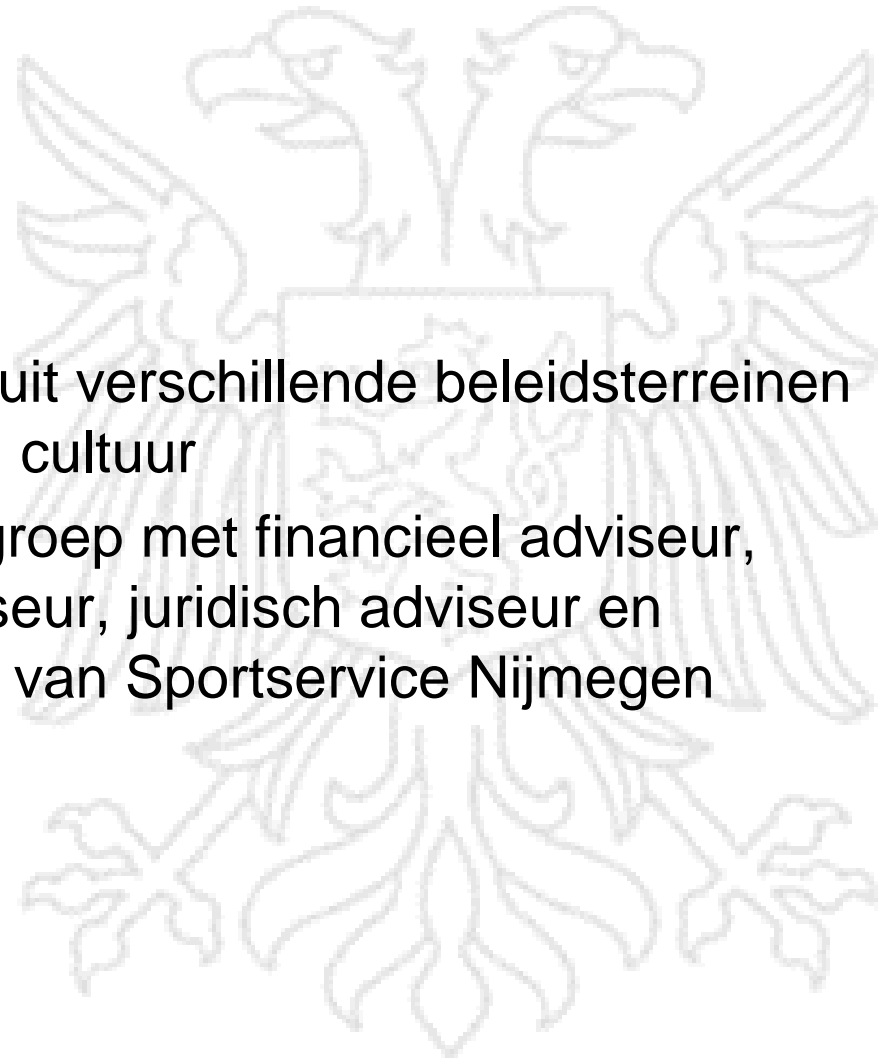 uit verschillende beleidsterreinen
cultuur
groep met financieel adviseur,
seur, juridisch adviseur en
van Sportservice Nijmegen